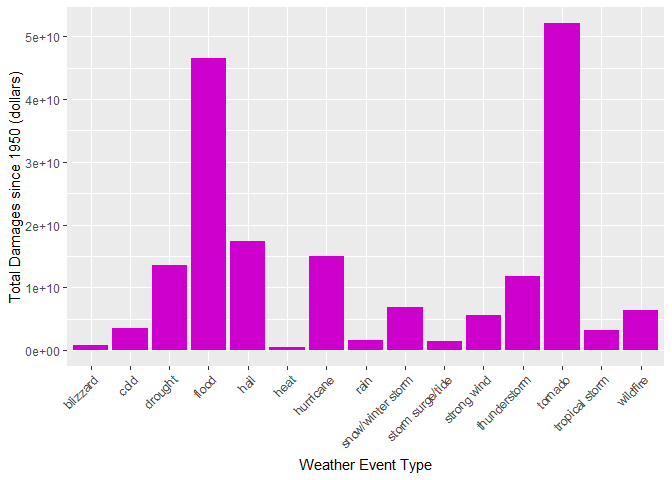 Total Damages since 1950 (dollars)
5e+10
4e+10
3e+10
2e+10
1e+10
0e+00
blizzard
cold
drought
flood
hail
heat
hurricane
rain
snow/winter storm
storm surge/tide
strong wind
thunderstorm
tornado
tropical storm
wildfire
Weather Event Type